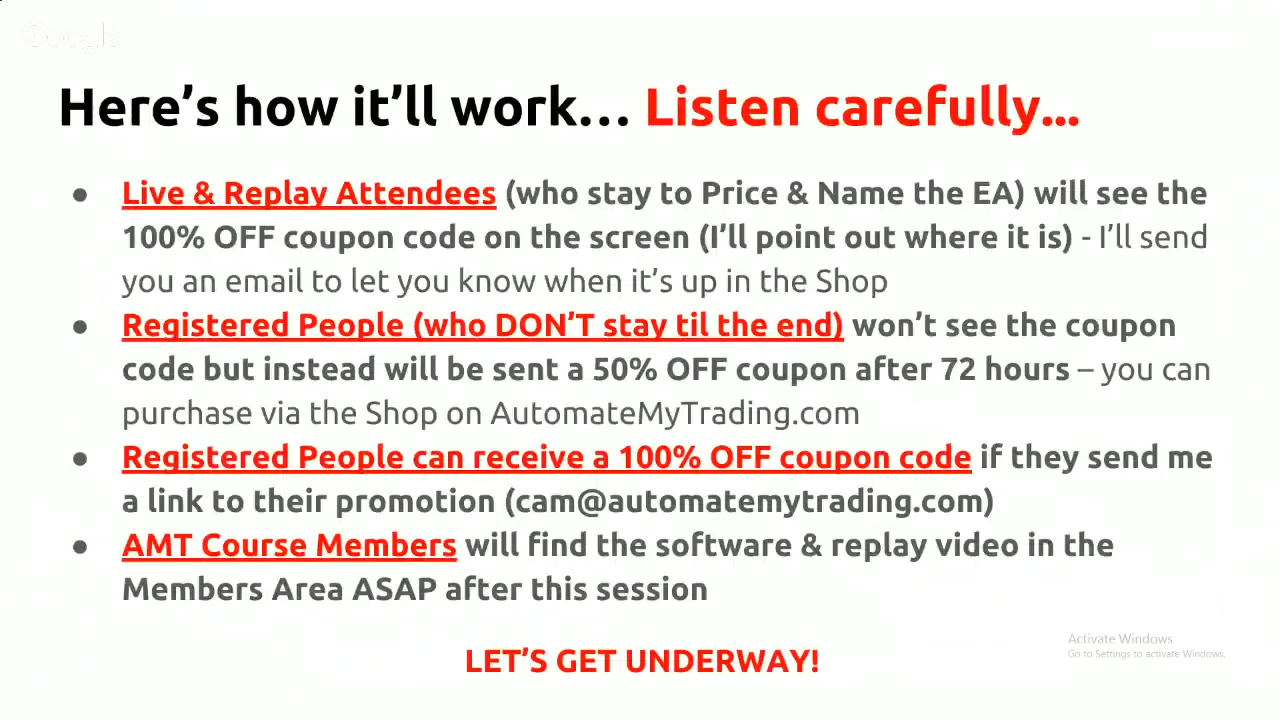 Google
Here’s how it’ll work… Listen carefully...
● Live & Replay Attendees (who stay to Price & Name the EA) will see the
100% OFF coupon code on the screen (I’ll point out where it is) - I’ll send
you an email to let you know when it’s up in the Shop
● Registered People (who DON’T stay til the end) won’t see the coupon
code but instead will be sent a 50% OFF coupon after 72 hours – you can
purchase via the Shop on AutomateMyTrading.com
● Registered People can receive a 100% OFF coupon code if they send me
a link to their promotion (cam@automatemytrading.com)
● AMT Course Members will find the software & replay video in the
Members Area ASAP after this session
Activate Windows
Go to Settings to activate Windows.
LET’S GET UNDERWAY!